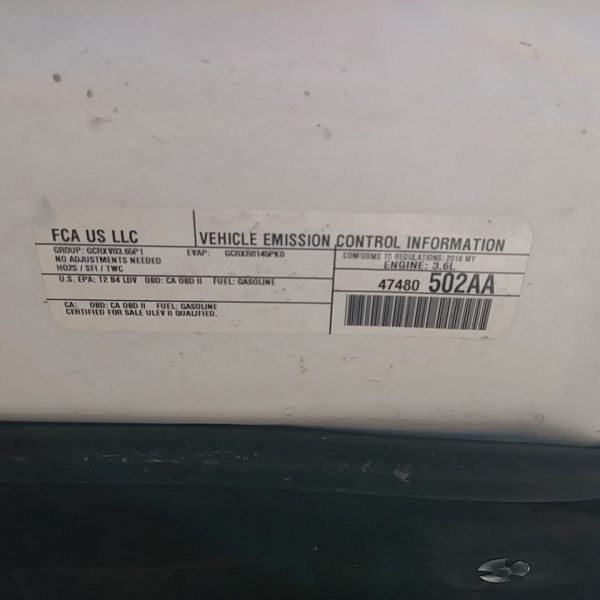 FCA US LLC
VEHICLE EMISSION CONTROL INFORMATION
GROUP: GCRXV03.65P1 EVAP: GCRXR0145PK0
NO ADJUSTMENTS NEEDED
HO2S / SFI / TWC
CONFORMS TO REGULATIONS: 2016 MY
ENGINE: 3.6L
U.S. EPA: T2 B4 LDV OBD: CA OBD II FUEL: GASOLINE
47480 502AA
CA: OBD: CA OBD II FUEL: GASOLINE
CERTIFIED FOR SALE ULEV II QUALIFIED.